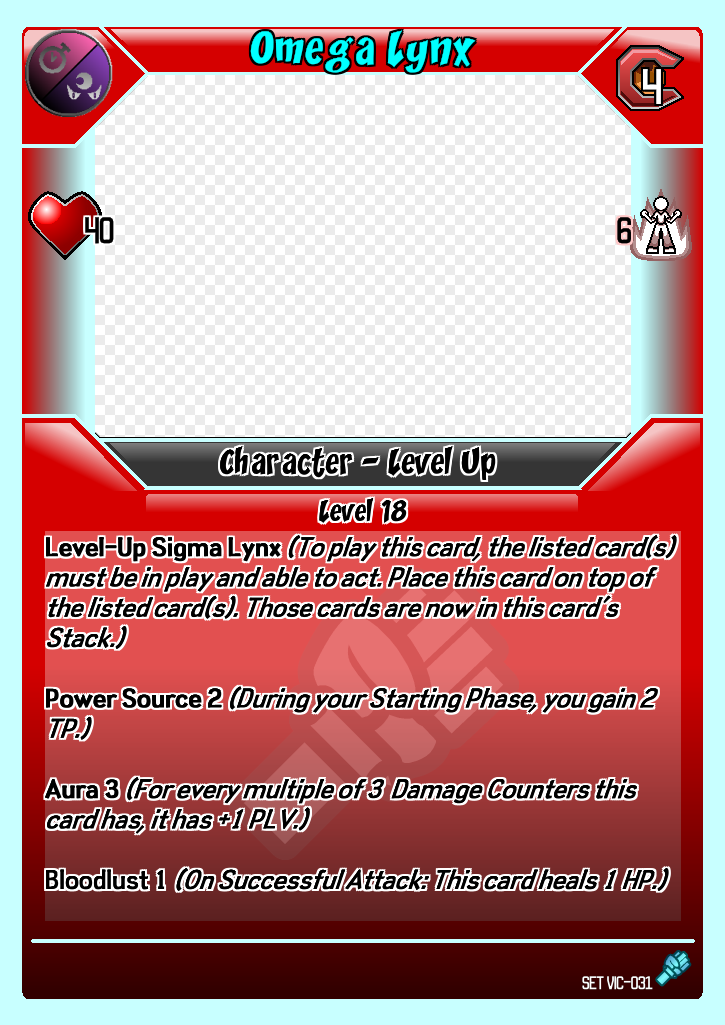 Omega Lynx
4
40
6
Character - Level Up
Level 18
Level-Up Sigma Lynx (To play this card, the listed card(s)
must be in play and able to act. Place this card on top of
the listed card(s). Those cards are now in this card's
Stack.)
Power Source 2 (During your Starting Phase, you gain 2
TP.)
Aura 3 (For every multiple of 3 Damage Counters this
card has, it has +1 PLV.)
Bloodlust 1 (On Successful Attack: This card heals 1 HP.)
SET VIC-031